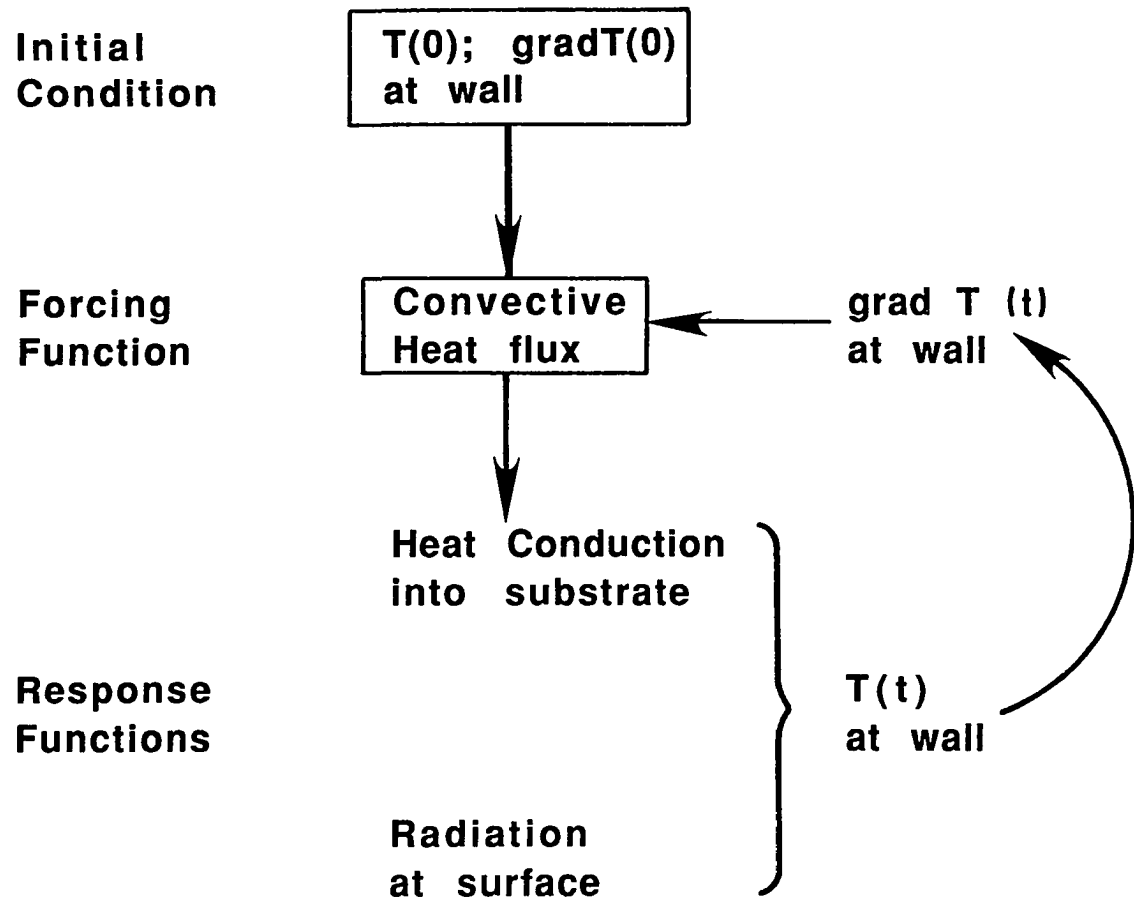 Initial
Condition
T(0); gradT(0)
at wall
Forcing
Function
Convective
Heat flux
grad T (t)
at wall
Heat Conduction
into substrate
Response
Functions
T(t)
at wall
Radiation
at surface